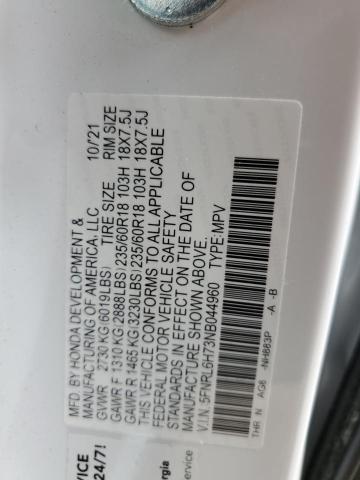 MFD. BY HONDA DEVELOPMENT &
MANUFACTURING OF AMERICA, LLC 10/21
GVWR 2730 KG(6019LBS) TIRE SIZE RIM SIZE
GAWR F 1310 KG(2888LBS)235/60R18 103H 18X7.5J
GAWR R 1465 KG(3230LBS)235/60R18 103H 18X7.5J
THIS VEHICLE CONFORMS TO ALL APPLICABLE
FEDERAL MOTOR VEHICLE SAFETY
STANDARDS IN EFFECT ON THE DATE OF
MANUFACTURE SHOWN ABOVE.
V.I.N. 5FNRL6H73NB044960 TYPE:MPV
THR N AG6 -NH883P -A -B
VICE
24/7!
rgia
service